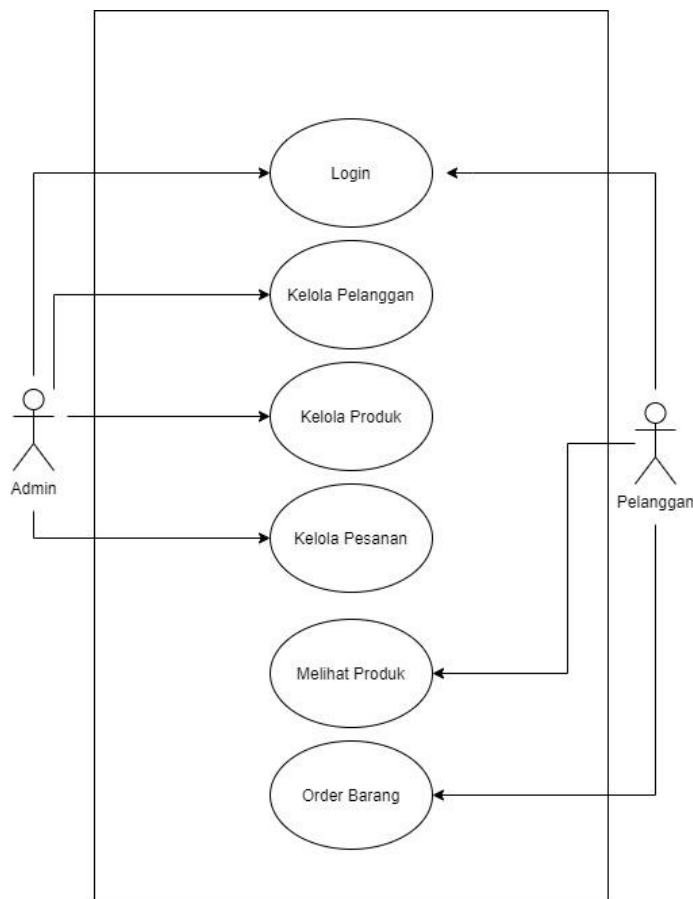 Login
Kelola Pelanggan
Kelola Produk
Admin
Pelanggan
Kelola Pesanan
Melihat Produk
Order Barang